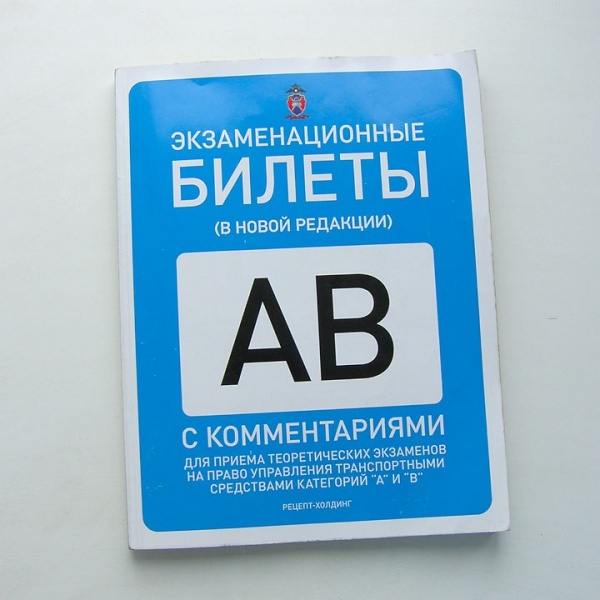 ЭКЗАМЕНАЦИОННЫЕ
БИЛЕТЫ
(В НОВОЙ РЕДАКЦИИ)
АВ
С КОММЕНТАРИЯМИ
ДЛЯ ПРИЕМА ТЕОРЕТИЧЕСКИХ ЭКЗАМЕНОВ
НА ПРАВО УПРАВЛЕНИЯ ТРАНСПОРТНЫМИ
СРЕДСТВАМИ КАТЕГОРИЙ "А" И "В"
РЕЦЕПТ-ХОЛДИНГ